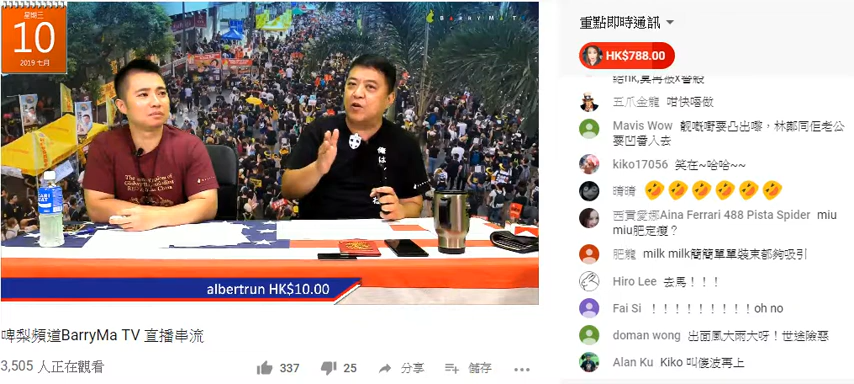 星期三
10
2019 七月
BarryMa T
albertrun HK$10.00
啤梨頻道BarryMa TV 直播串流
3,505 人正在觀看
337
25
分享
儲存
重點即時通訊
HK$788.00
五爪金龍 咁快唔做
Mavis Wow 靚嘅嘢要凸出嚟，林鄭同佢老公
要凹番入去
kiko17056 笑在~哈哈~~
晴晴
西寶愛娜Aina Ferrari 488 Pista Spider miu
miu肥定瘦？
肥龍 milk milk簡簡單單裝束都夠吸引
Hiro Lee 去馬！！！
Fai Si ！！！！！！！！！oh no
doman wong 出面風大雨大呀！世途險惡
Alan Ku Kiko 叫傻波再上